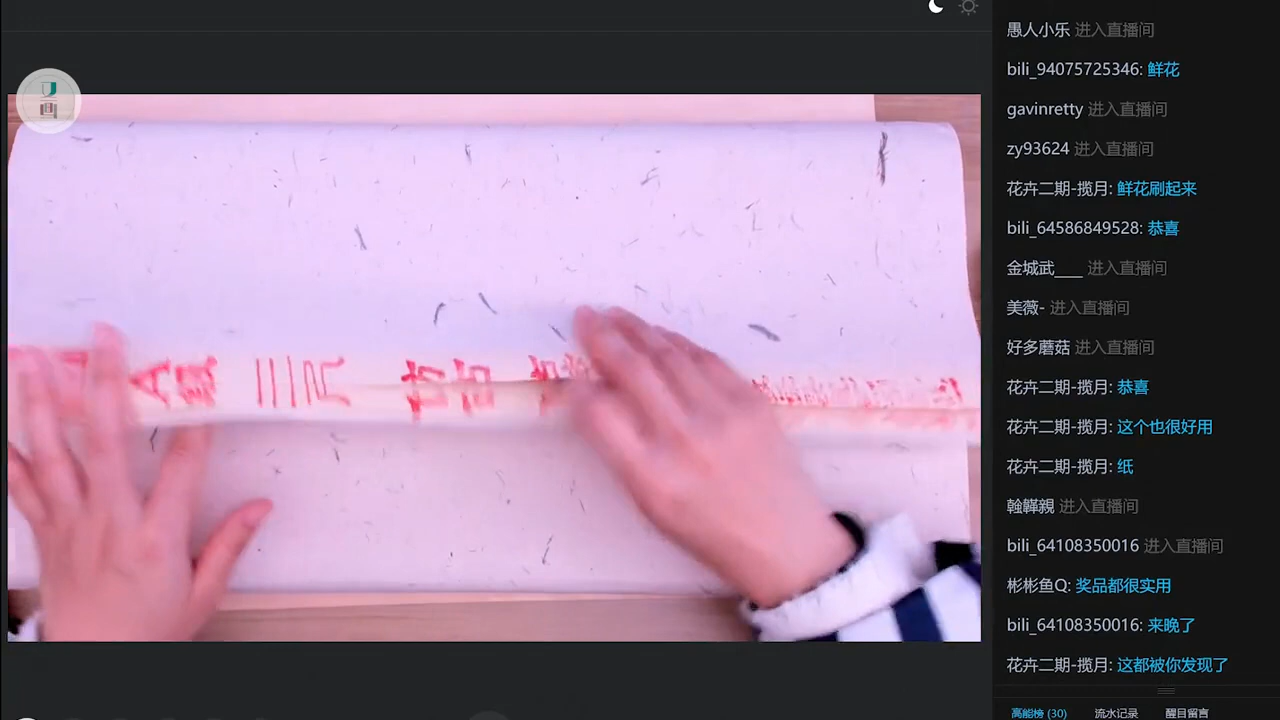 愚人小乐 进入直播间
bili_94075725346: 鲜花
gavinretty 进入直播间
zy93624 进入直播间
花卉二期-揽月: 鲜花刷起来
bili_64586849528: 恭喜
金城武___ 进入直播间
美薇- 进入直播间
好多蘑菇 进入直播间
花卉二期-揽月: 恭喜
花卉二期-揽月: 这个也很好用
花卉二期-揽月: 纸
进入直播间
bili_64108350016 进入直播间
彬彬鱼Q: 奖品都很实用
bili_64108350016: 来晚了
花卉二期-揽月: 这都被你发现了
高能榜 (30) 流水记录 醒目留言